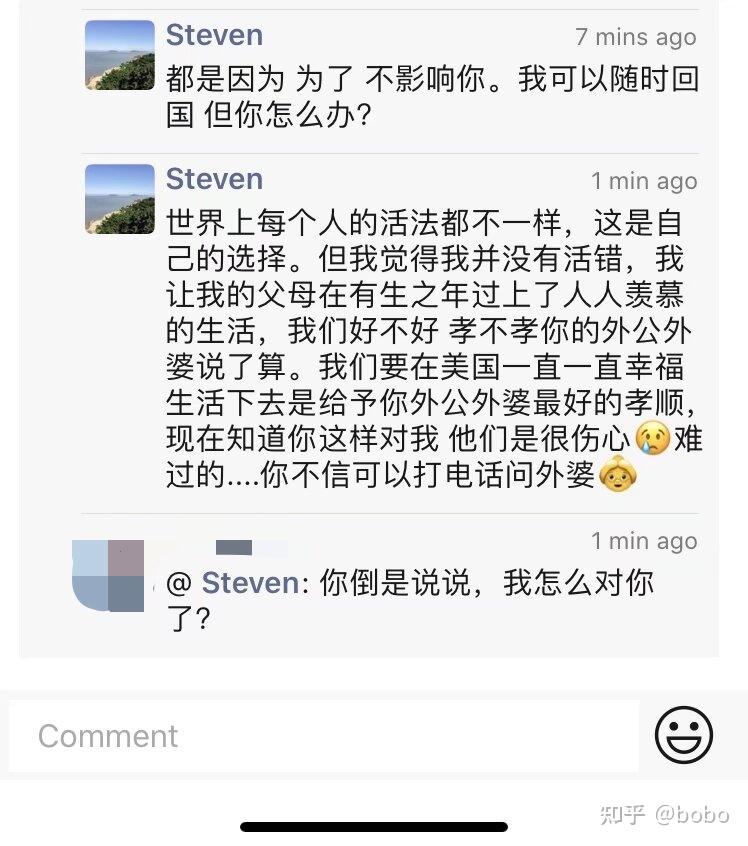 Steven
7 mins ago
都是因为 为了 不影响你。我可以随时回
国 但你怎么办?
Steven
1 min ago
世界上每个人的活法都不一样，这是自
己的选择。但我觉得我并没有活错，我
让我的父母在有生之年过上了人人羡慕
的生活，我们好不好 孝不孝你的外公外
婆说了算。我们要在美国一直一直幸福
生活下去是给予你外公外婆最好的孝顺，
现在知道你这样对我 他们是很伤心😢难
过的....你不信可以打电话问外婆👵
1 min ago
@ Steven: 你倒是说说，我怎么对你
了?
Comment
知乎 @bobo